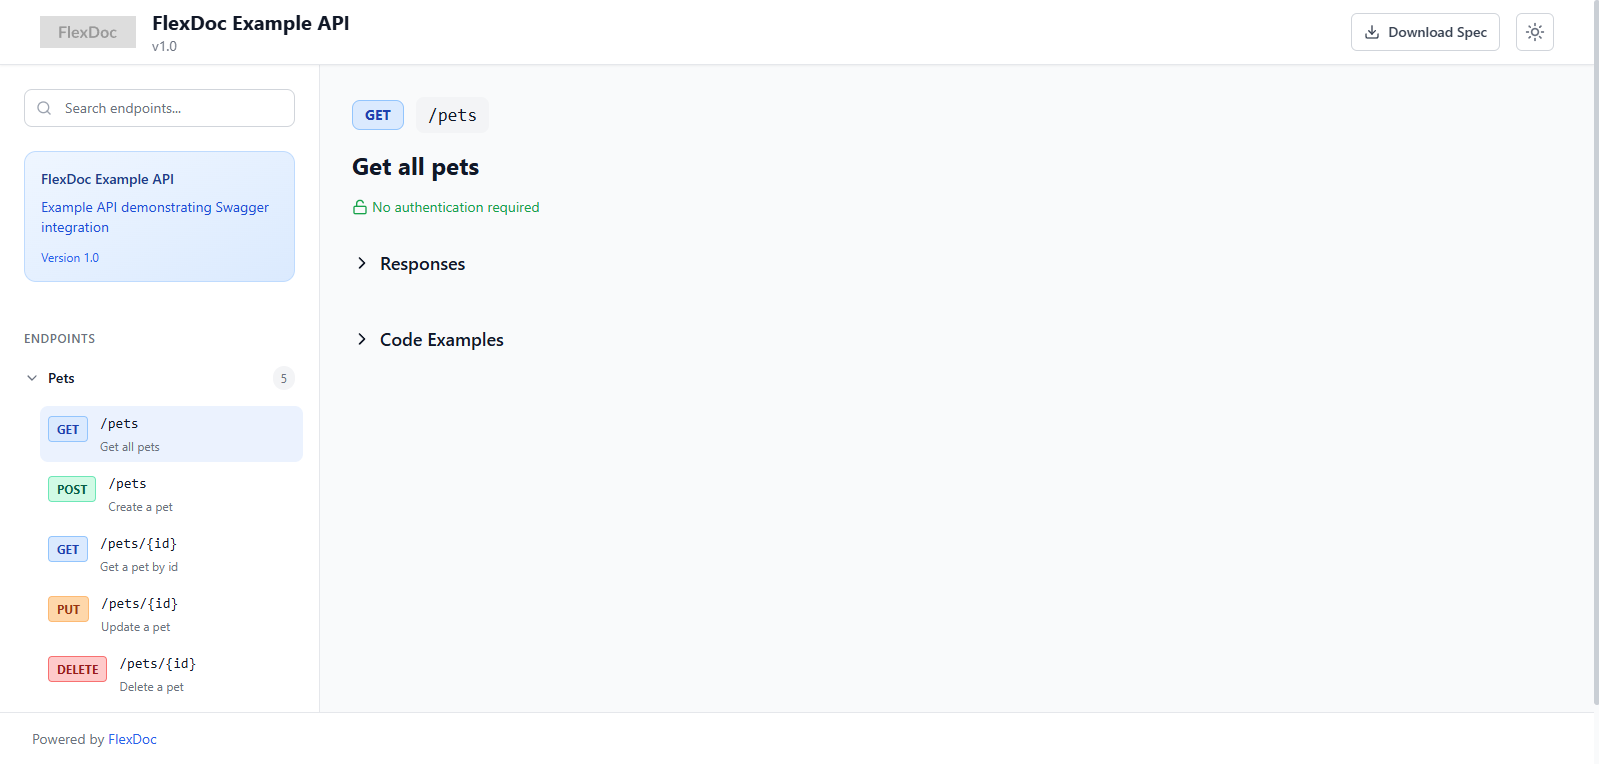 FlexDoc
FlexDoc Example API
v1.0
Download Spec
Search endpoints...
FlexDoc Example API
Example API demonstrating Swagger
integration
Version 1.0
ENDPOINTS
Pets
5
GET
/pets
Get all pets
POST
/pets
Create a pet
GET
/pets/{id}
Get a pet by id
PUT
/pets/{id}
Update a pet
DELETE
/pets/{id}
Delete a pet
GET
/pets
Get all pets
No authentication required
Responses
Code Examples
Powered by FlexDoc